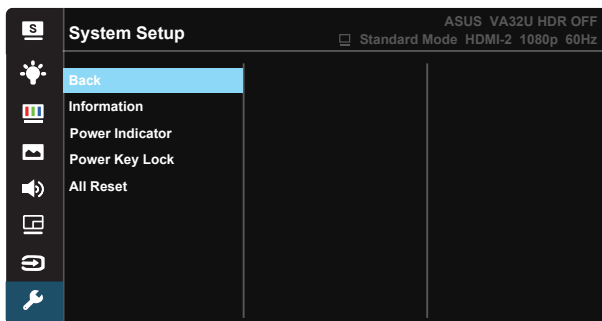 S
System Setup
ASUS VA32U HDR OFF
Standard Mode HDMI-2 1080p 60Hz
Back
Information
Power Indicator
Power Key Lock
All Reset